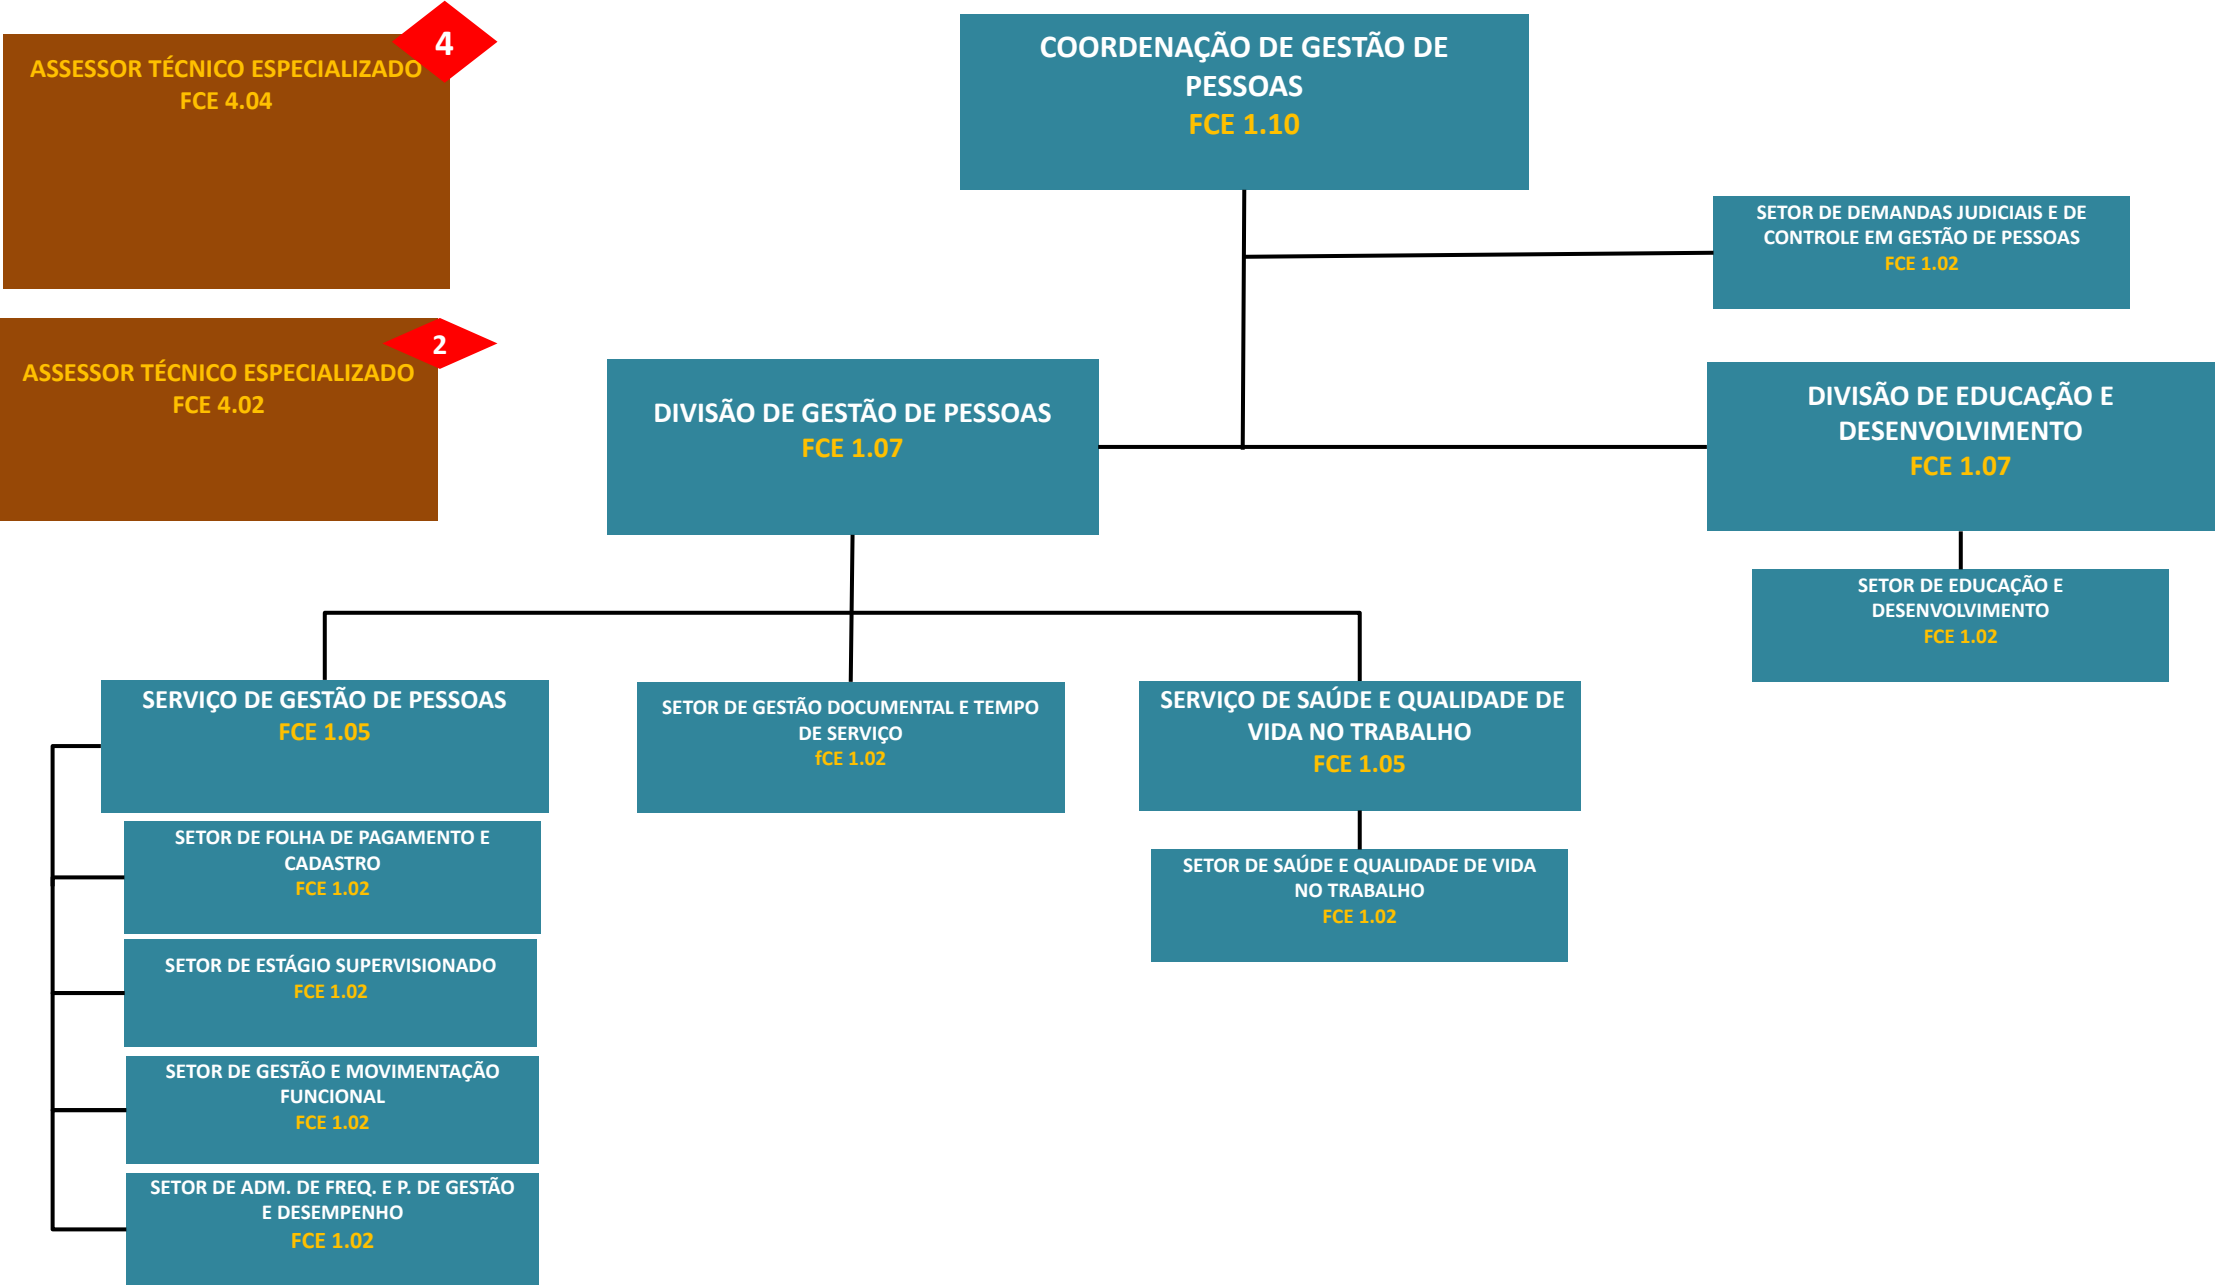 4
ASSESSOR TÉCNICO ESPECIALIZADO
FCE 4.04
COORDENAÇÃO DE GESTÃO DE
PESSOAS
FCE 1.10
SETOR DE DEMANDAS JUDICIAIS E DE
CONTROLE EM GESTÃO DE PESSOAS
FCE 1.02
2
ASSESSOR TÉCNICO ESPECIALIZADO
FCE 4.02
DIVISÃO DE GESTÃO DE PESSOAS
FCE 1.07
DIVISÃO DE EDUCAÇÃO E
DESENVOLVIMENTO
FCE 1.07
SETOR DE EDUCAÇÃO E
DESENVOLVIMENTO
FCE 1.02
SERVIÇO DE GESTÃO DE PESSOAS
FCE 1.05
SETOR DE GESTÃO DOCUMENTAL E TEMPO
DE SERVIÇO
fCE 1.02
SERVIÇO DE SAÚDE E QUALIDADE DE
VIDA NO TRABALHO
FCE 1.05
SETOR DE FOLHA DE PAGAMENTO E
CADASTRO
FCE 1.02
SETOR DE SAÚDE E QUALIDADE DE VIDA
NO TRABALHO
FCE 1.02
SETOR DE ESTÁGIO SUPERVISIONADO
FCE 1.02
SETOR DE GESTÃO E MOVIMENTAÇÃO
FUNCIONAL
FCE 1.02
SETOR DE ADM. DE FREQ. E P. DE GESTÃO
E DESEMPENHO
FCE 1.02